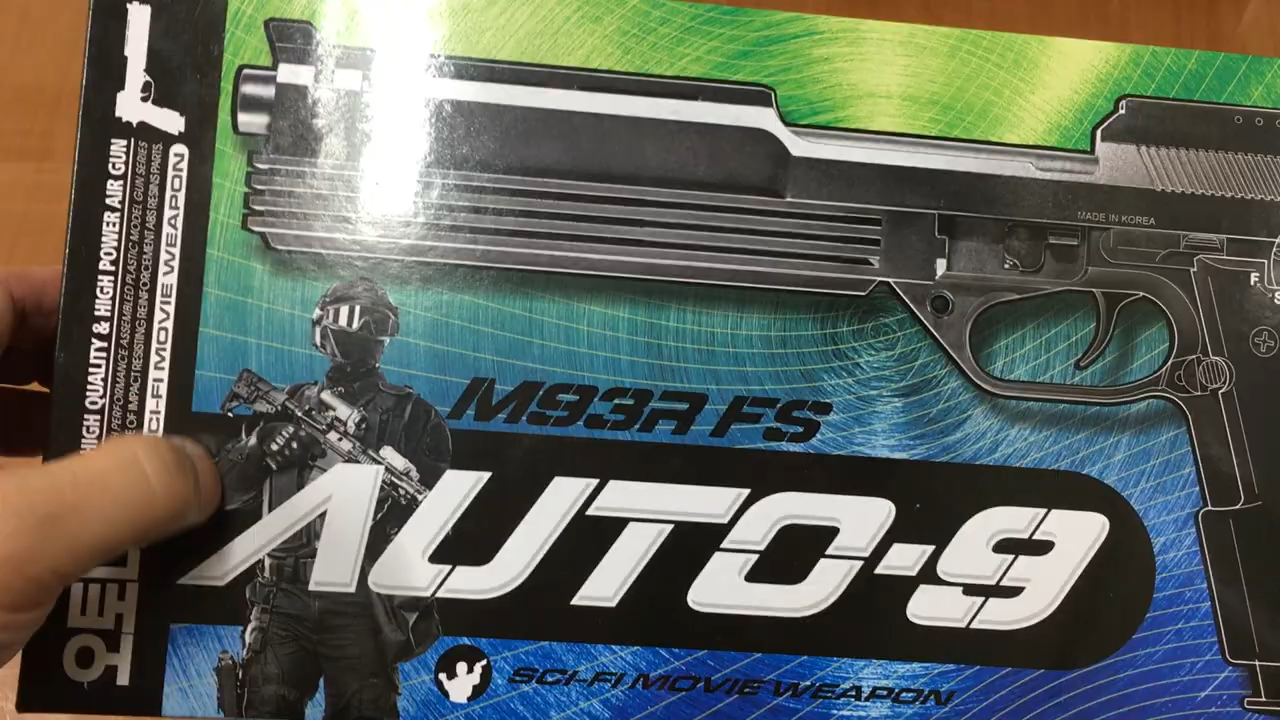 HIGH QUALITY & HIGH POWER AIR GUN
PERFORMANCE ASSEMBLED PLASTIC MODEL GUN SERIES
E OF IMPACT RESISTING REINFORCEMENT ABS RESINS PARTS.
CI-FI MOVIE WEAPON
MADE IN KOREA
F
M93R FS
AUTO-9
SCI-FI MOVIE WEAPON